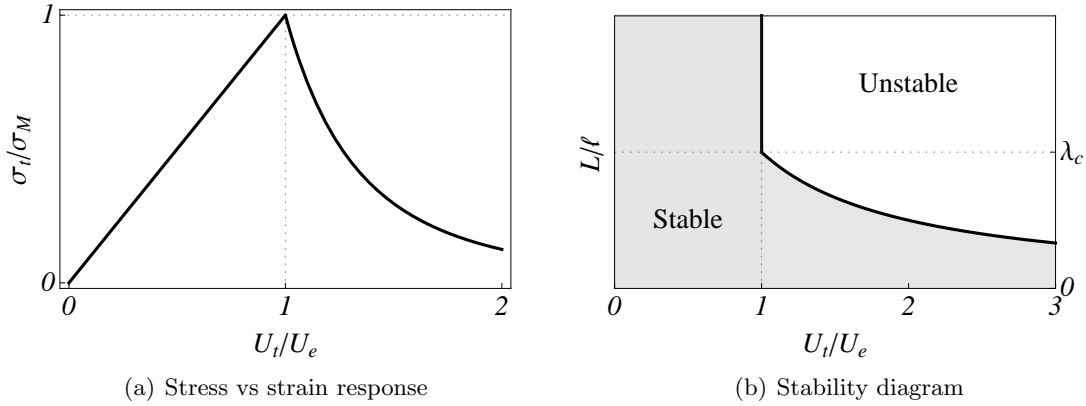 1
σt/σM
0
0
1
2
Ut/Ue
(a) Stress vs strain response
L/ℓ
Unstable
λc
Stable
0
0
1
2
3
Ut/Ue
(b) Stability diagram